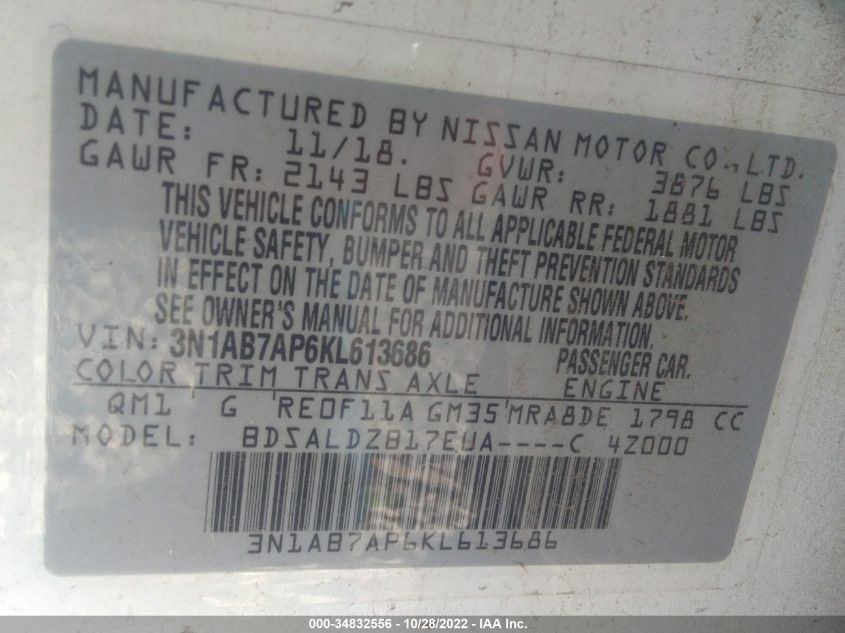 MANUFACTURED BY NISSAN MOTOR CO., LTD.
DATE: 11/18. GVWR: 3876 LBS
GAWR FR: 2143 LBS GAWR RR: 1881 LBS
THIS VEHICLE CONFORMS TO ALL APPLICABLE FEDERAL MOTOR
VEHICLE SAFETY, BUMPER AND THEFT PREVENTION STANDARDS
IN EFFECT ON THE DATE OF MANUFACTURE SHOWN ABOVE.
SEE OWNER'S MANUAL FOR ADDITIONAL INFORMATION.
VIN: 3N1AB7AP6KL613686 PASSENGER CAR.
COLOR TRIM TRANS AXLE ENGINE
QM1 G RE0F11A GM35 MRA8DE 1798 CC
MODEL: BDSALDZB17EUA----C 4Z000
3N1AB7AP6KL613686
000-34832556 - 10/28/2022 - IAA Inc.